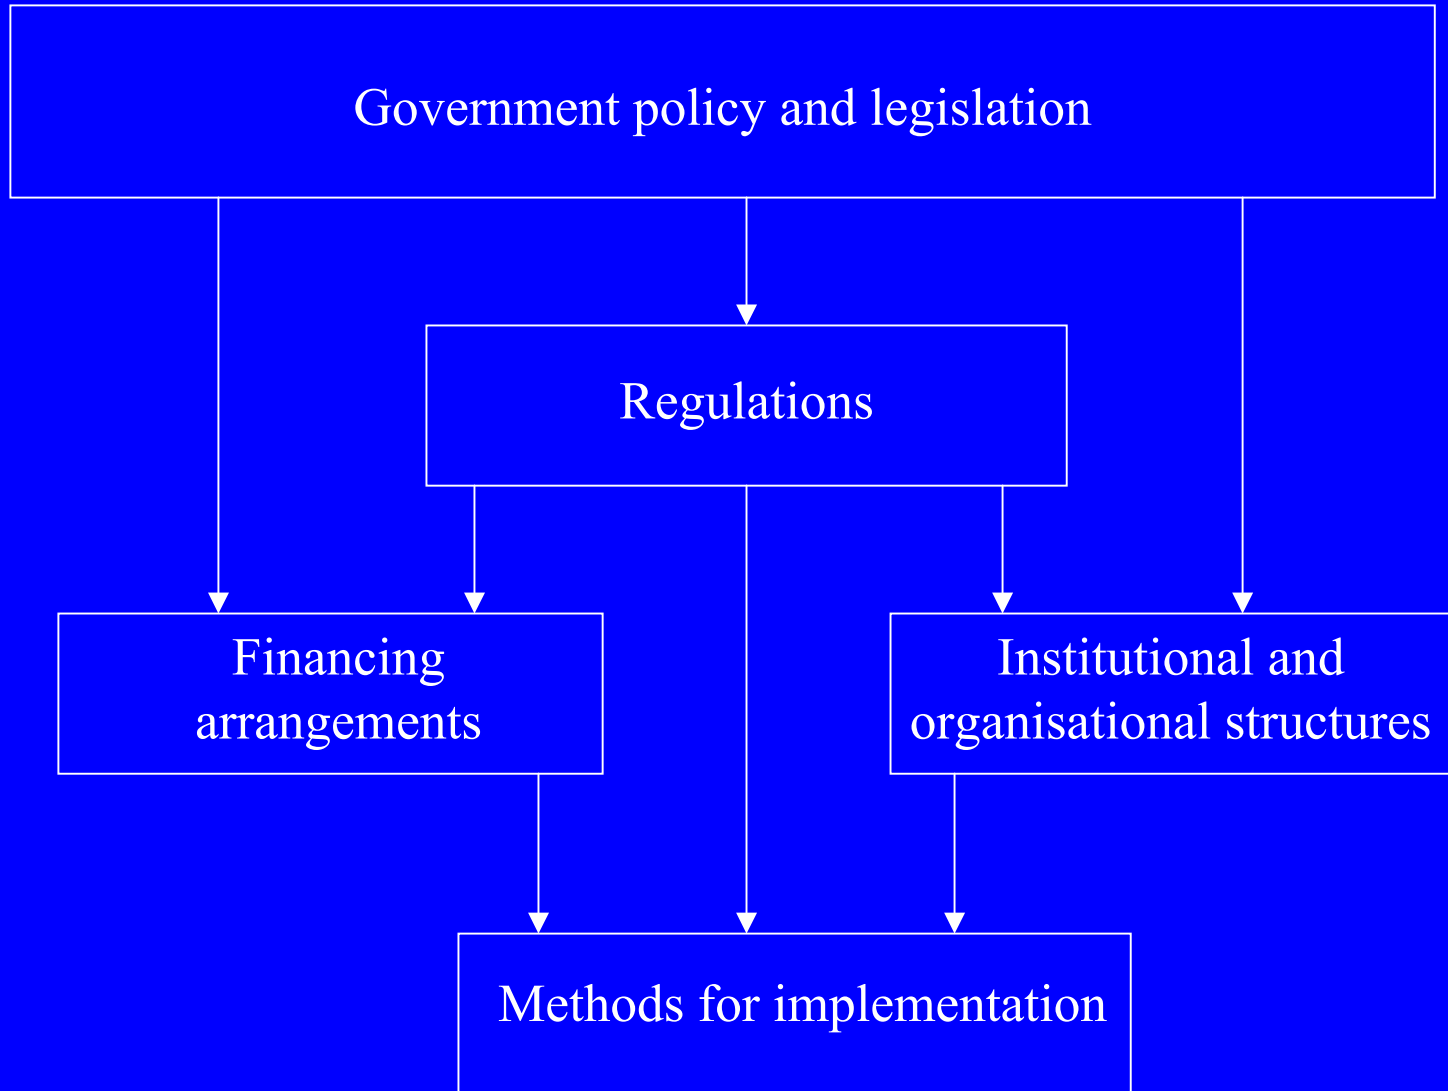 Government policy and legislation
Regulations
Financing
arrangements
Institutional and
organisational structures
Methods for implementation